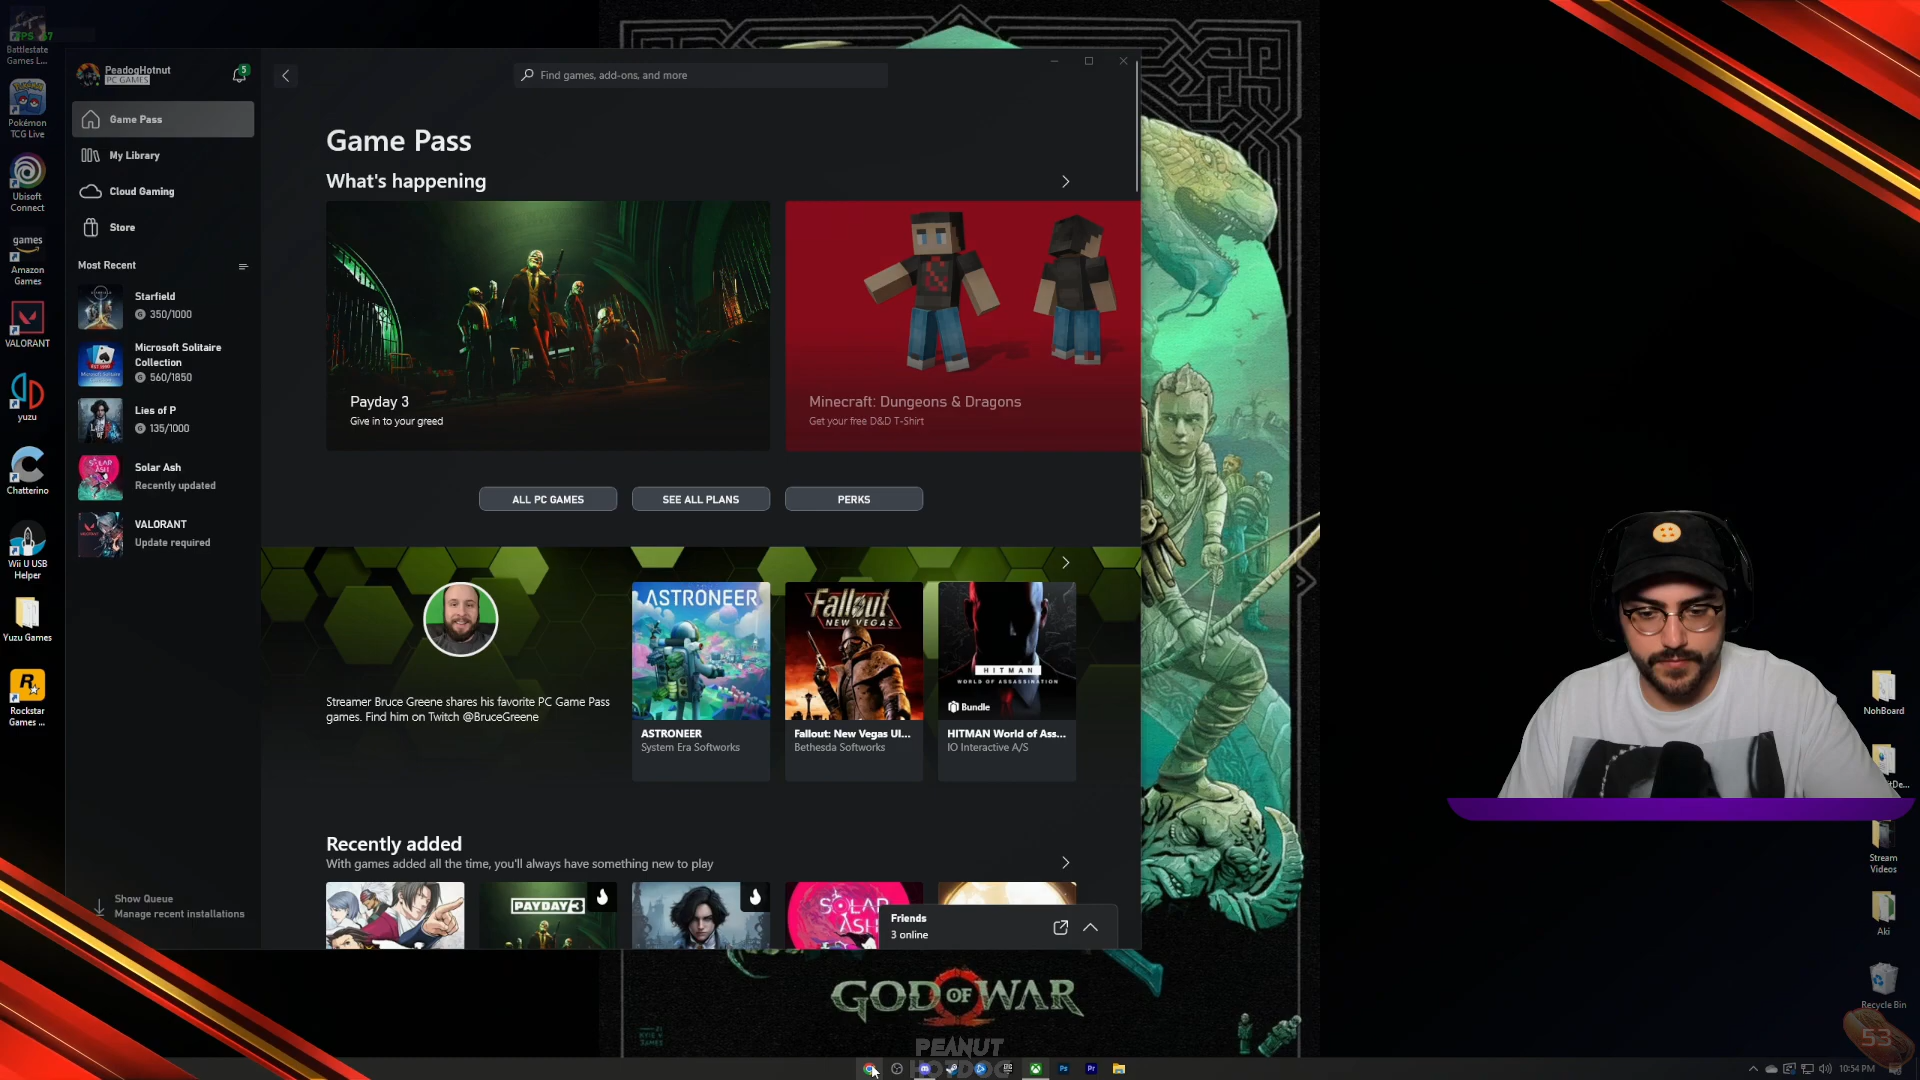 FPS 57
Battlestate
Games L...
Pokémon
TCG Live
Ubisoft
Connect
games
Amazon
Games
VALORANT
yuzu
Chatterino
Wii U USB
Helper
Yuzu Games
Rockstar
Games ...
PeadogHotnut
PC GAMES
5
Game Pass
My Library
Cloud Gaming
Store
Most Recent
Starfield
350/1000
Microsoft Solitaire
Collection
560/1850
Lies of P
135/1000
Solar Ash
Recently updated
VALORANT
Update required
Show Queue
Manage recent installations
Find games, add-ons, and more
Game Pass
What's happening
Payday 3
Give in to your greed
Minecraft: Dungeons & Dragons
Get your free D&D T-Shirt
ALL PC GAMES
SEE ALL PLANS
PERKS
Streamer Bruce Greene shares his favorite PC Game Pass
games. Find him on Twitch @BruceGreene
ASTRONEER
ASTRONEER
System Era Softworks
Fallout
NEW VEGAS
Fallout: New Vegas Ul...
Bethesda Softworks
HITMAN
WORLD OF ASSASSINATION
Bundle
HITMAN World of Ass...
IO Interactive A/S
Recently added
With games added all the time, you'll always have something new to play
PAYDAY 3
SOLAR
ASH
Friends
3 online
GOD OF WAR
PEANUT
HOTDOG
NohBoard
Stream
Videos
Aki
Recycle Bin
53
10:54 PM